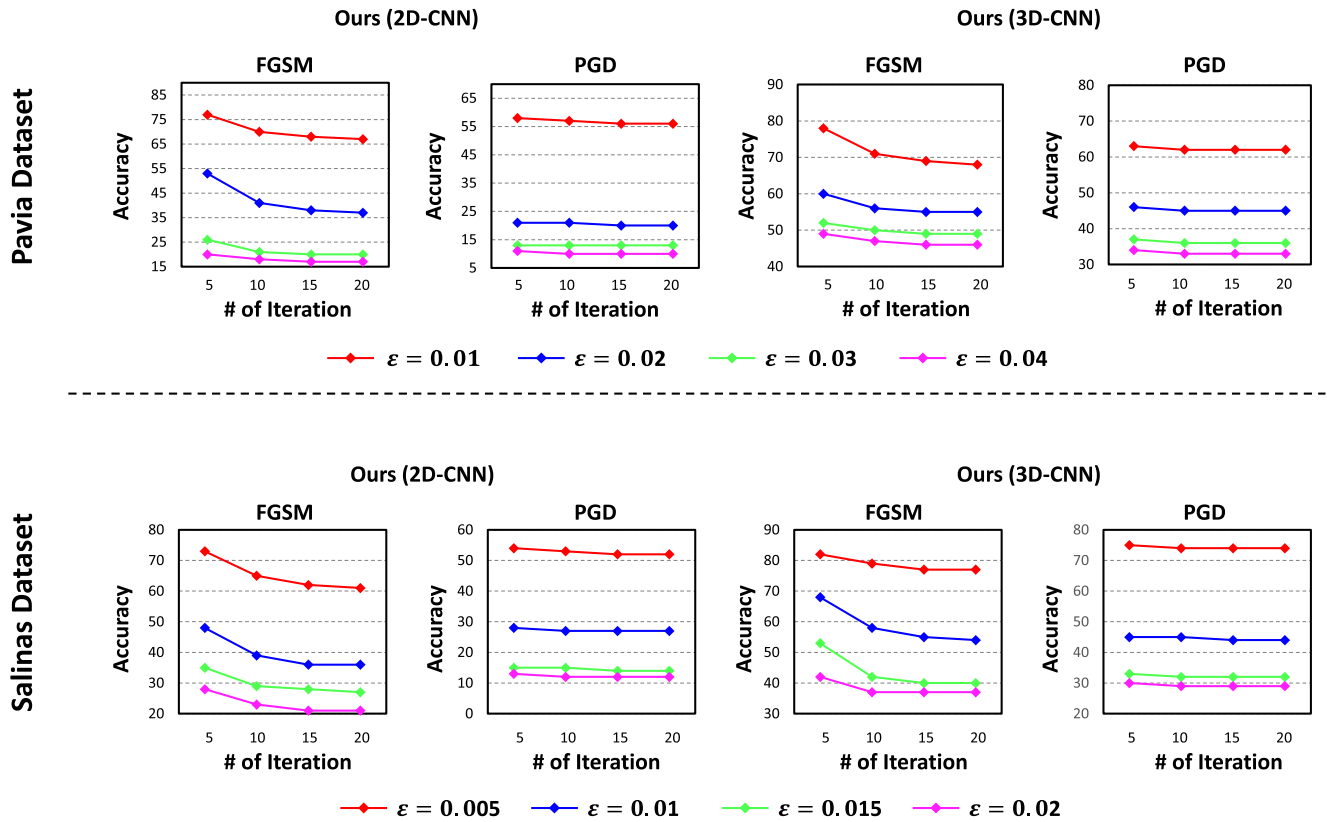 Ours (2D-CNN) Ours (3D-CNN)
Pavia Dataset
FGSM PGD FGSM PGD
Accuracy
85
75
65
55
45
35
25
15
5 10 15 20
# of Iteration
Accuracy
65
55
45
35
25
15
5
5 10 15 20
# of Iteration
Accuracy
90
80
70
60
50
40
5 10 15 20
# of Iteration
Accuracy
80
70
60
50
40
30
5 10 15 20
# of Iteration
ε = 0.01 ε = 0.02 ε = 0.03 ε = 0.04
Ours (2D-CNN) Ours (3D-CNN)
Salinas Dataset
FGSM PGD FGSM PGD
Accuracy
80
70
60
50
40
30
20
5 10 15 20
# of Iteration
Accuracy
60
50
40
30
20
10
0
5 10 15 20
# of Iteration
Accuracy
90
80
70
60
50
40
30
5 10 15 20
# of Iteration
Accuracy
80
70
60
50
40
30
20
5 10 15 20
# of Iteration
ε = 0.005 ε = 0.01 ε = 0.015 ε = 0.02